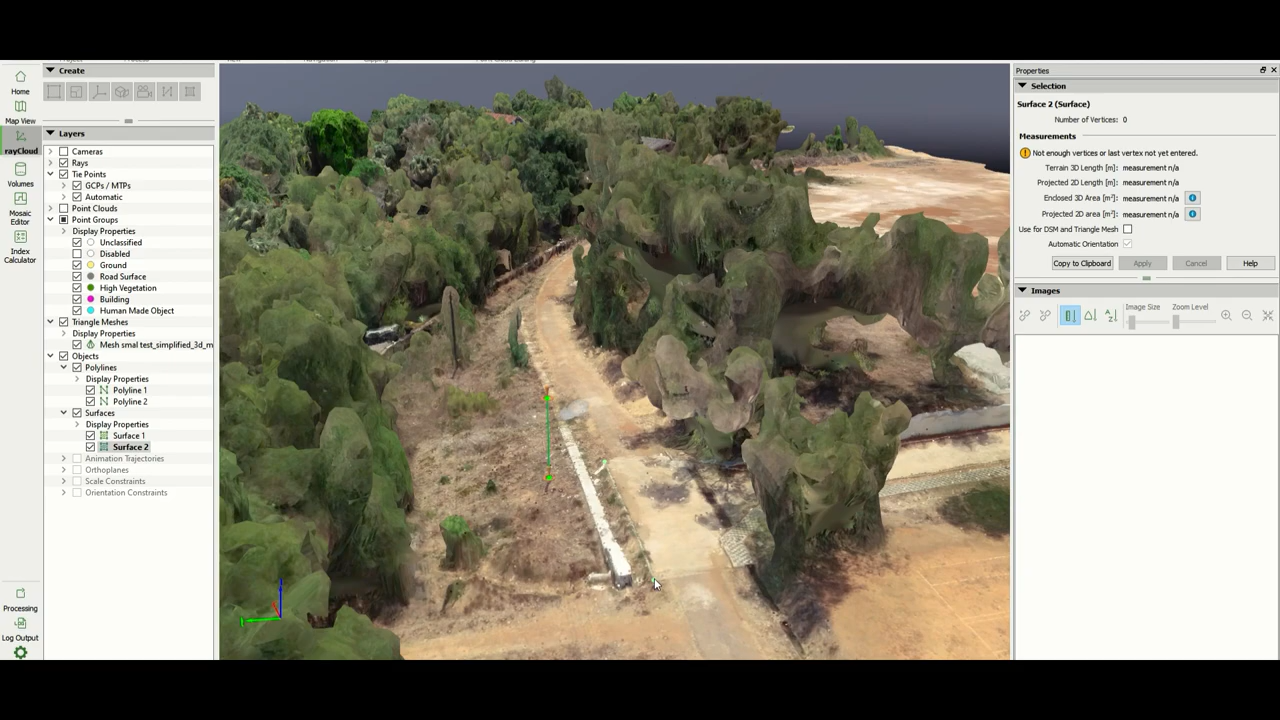 Create
Home
Map View
rayCloud
Volumes
Mosaic
Editor
Index
Calculator
Processing
Log Output
Layers
Cameras
Rays
Tie Points
GCPs / MTPs
Automatic
Point Clouds
Point Groups
Display Properties
Unclassified
Disabled
Ground
Road Surface
High Vegetation
Building
Human Made Object
Triangle Meshes
Display Properties
Mesh smal test_simplified_3d_m
Objects
Polylines
Display Properties
Polyline 1
Polyline 2
Surfaces
Display Properties
Surface 1
Surface 2
Animation Trajectories
Orthoplanes
Scale Constraints
Orientation Constraints
Properties
Selection
Surface 2 (Surface)
Number of Vertices: 0
Measurements
Not enough vertices or last vertex not yet entered.
Terrain 3D Length [m]: measurement n/a
Projected 2D Length [m]: measurement n/a
Enclosed 3D Area [m²]: measurement n/a
Projected 2D area [m²]: measurement n/a
Use for DSM and Triangle Mesh
Automatic Orientation
Copy to Clipboard Apply Cancel Help
Images
Image Size Zoom Level